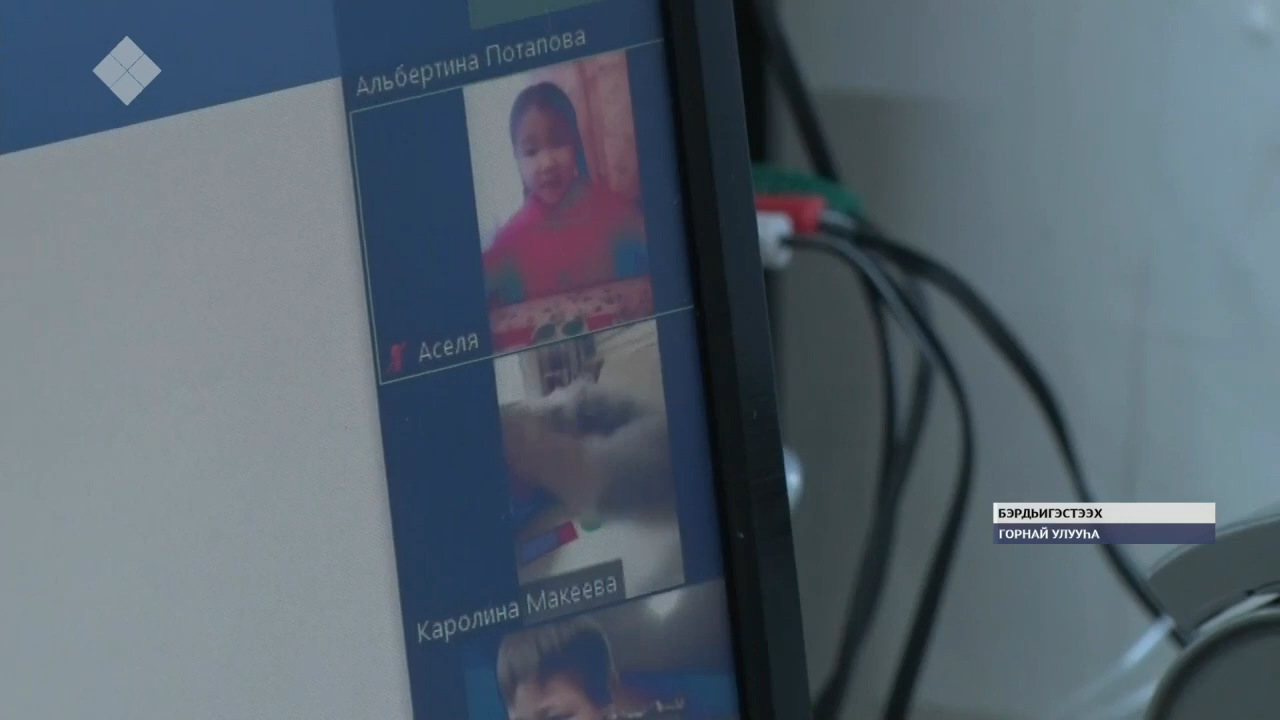 Альбертина Потапова
Аселя
Каролина Макеева
БЭРДЬИГЭСТЭЭХ
ГОРНАЙ УЛУУҺА